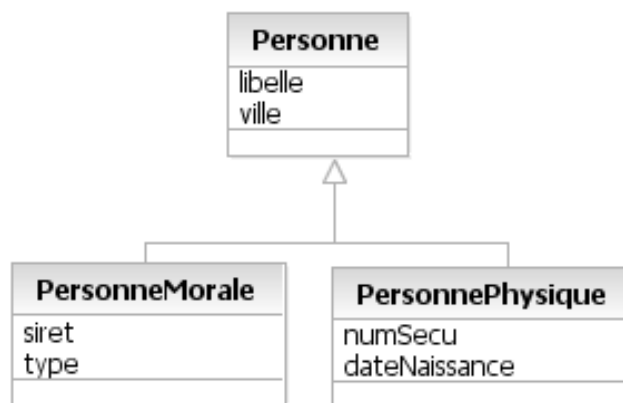 Personne
libelle
ville
PersonneMorale
siret
type
PersonnePhysique
numSecu
dateNaissance